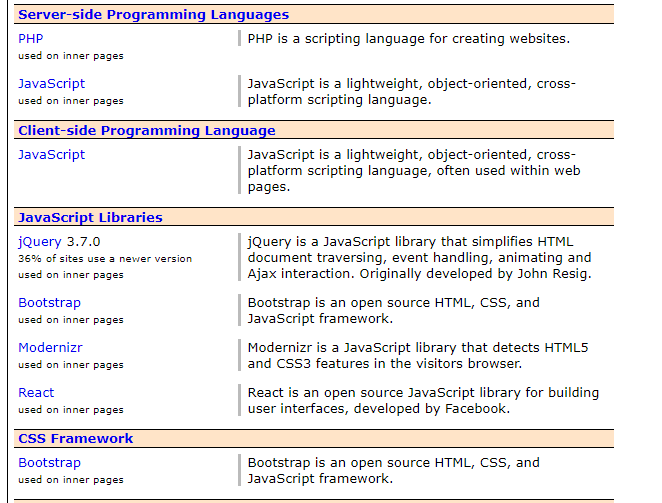 Server-side Programming Languages
PHP
used on inner pages
PHP is a scripting language for creating websites.
JavaScript
used on inner pages
JavaScript is a lightweight, object-oriented, cross-
platform scripting language.
Client-side Programming Language
JavaScript
JavaScript is a lightweight, object-oriented, cross-
platform scripting language, often used within web
pages.
JavaScript Libraries
jQuery 3.7.0
36% of sites use a newer version
used on inner pages
jQuery is a JavaScript library that simplifies HTML
document traversing, event handling, animating and
Ajax interaction. Originally developed by John Resig.
Bootstrap
used on inner pages
Bootstrap is an open source HTML, CSS, and
JavaScript framework.
Modernizr
used on inner pages
Modernizr is a JavaScript library that detects HTML5
and CSS3 features in the visitors browser.
React
used on inner pages
React is an open source JavaScript library for building
user interfaces, developed by Facebook.
CSS Framework
Bootstrap
used on inner pages
Bootstrap is an open source HTML, CSS, and
JavaScript framework.